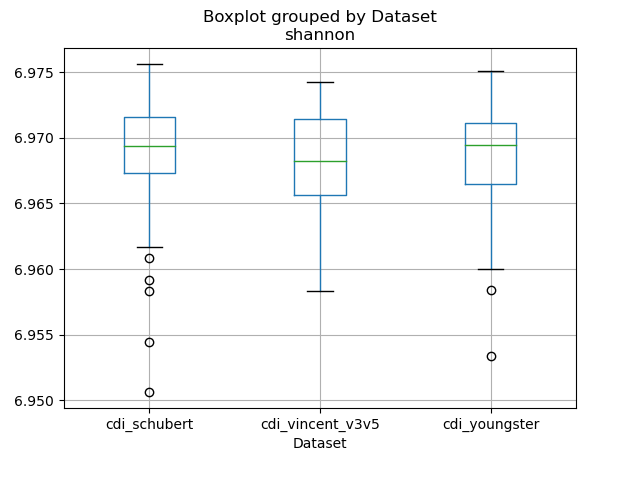 Boxplot grouped by Dataset
shannon
6.975
6.970
6.965
6.960
6.955
6.950
cdi_schubert cdi_vincent_v3v5 cdi_youngster
Dataset